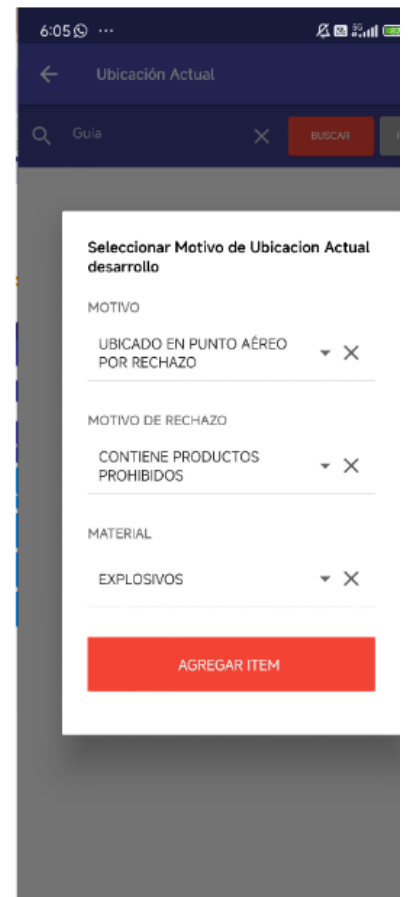 6:05 ...
5G
Ubicación Actual
Guia
BUSCAR
Seleccionar Motivo de Ubicacion Actual
desarrollo
MOTIVO
UBICADO EN PUNTO AÉREO
POR RECHAZO
MOTIVO DE RECHAZO
CONTIENE PRODUCTOS
PROHIBIDOS
MATERIAL
EXPLOSIVOS
AGREGAR ITEM